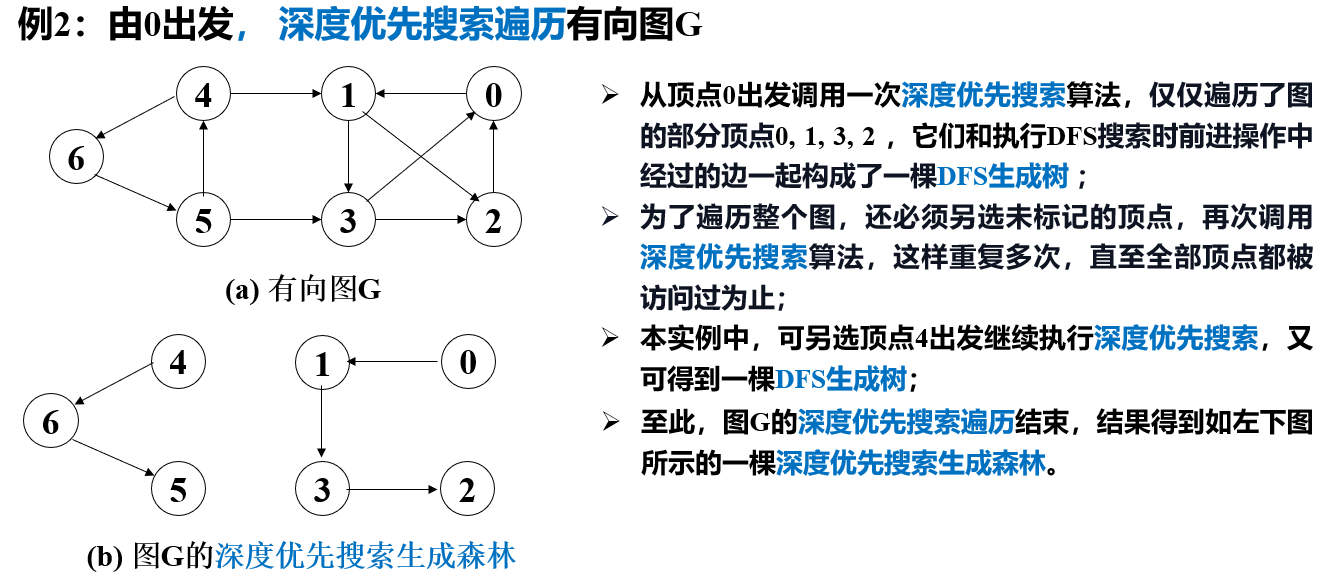 例2：由0出发， 深度优先搜索遍历有向图G
4
1
0
6
5
3
2
(a) 有向图G
4
1
0
6
5
3
2
(b) 图G的深度优先搜索生成森林
➢ 从顶点0出发调用一次深度优先搜索算法，仅仅遍历了图
的部分顶点0, 1, 3, 2 ，它们和执行DFS搜索时前进操作中
经过的边一起构成了一棵DFS生成树 ；
➢ 为了遍历整个图，还必须另选未标记的顶点，再次调用
深度优先搜索算法，这样重复多次，直至全部顶点都被
访问过为止；
➢ 本实例中，可另选顶点4出发继续执行深度优先搜索，又
可得到一棵DFS生成树；
➢ 至此，图G的深度优先搜索遍历结束，结果得到如左下图
所示的一棵深度优先搜索生成森林。